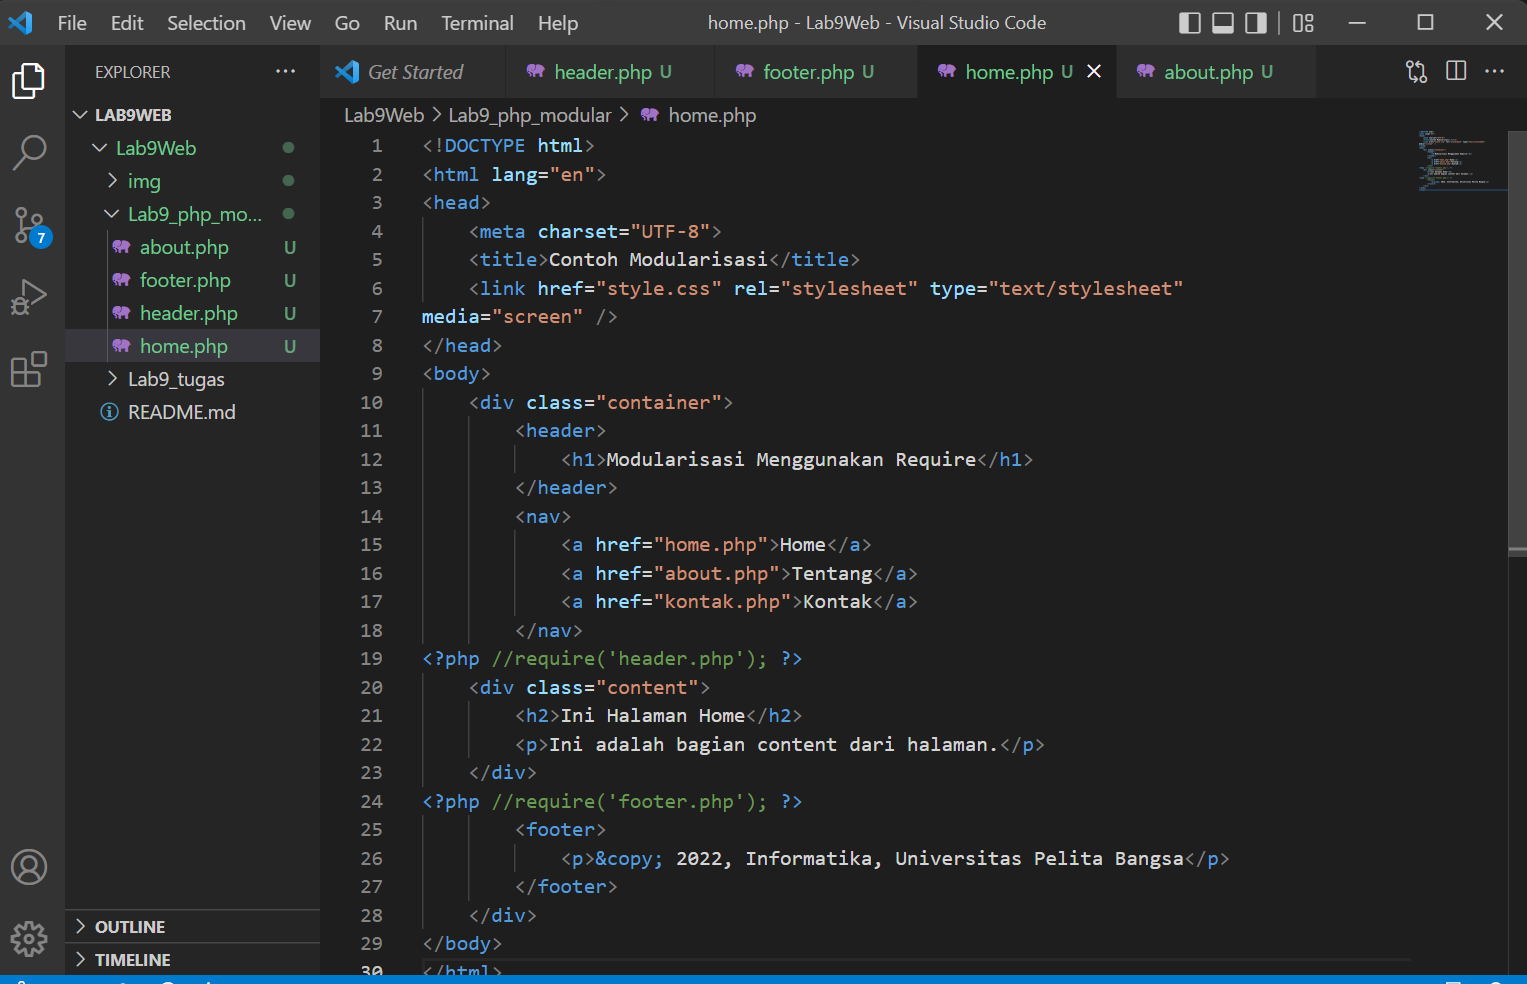 File Edit Selection View Go Run Terminal Help home.php - Lab9Web - Visual Studio Code
EXPLORER
LAB9WEB
Lab9Web
img
Lab9_php_mo...
about.php U
footer.php U
header.php U
home.php U
Lab9_tugas
README.md
7
OUTLINE
TIMELINE
Get Started header.php U footer.php U home.php U about.php U
Lab9Web > Lab9_php_modular > home.php
1 <!DOCTYPE html>
2 <html lang="en">
3 <head>
4 <meta charset="UTF-8">
5 <title>Contoh Modularisasi</title>
6 <link href="style.css" rel="stylesheet" type="text/stylesheet"
7 media="screen" />
8 </head>
9 <body>
10 <div class="container">
11 <header>
12 <h1>Modularisasi Menggunakan Require</h1>
13 </header>
14 <nav>
15 <a href="home.php">Home</a>
16 <a href="about.php">Tentang</a>
17 <a href="kontak.php">Kontak</a>
18 </nav>
19 <?php //require('header.php'); ?>
20 <div class="content">
21 <h2>Ini Halaman Home</h2>
22 <p>Ini adalah bagian content dari halaman.</p>
23 </div>
24 <?php //require('footer.php'); ?>
25 <footer>
26 <p>&copy; 2022, Informatika, Universitas Pelita Bangsa</p>
27 </footer>
28 </div>
29 </body>
30 </html>